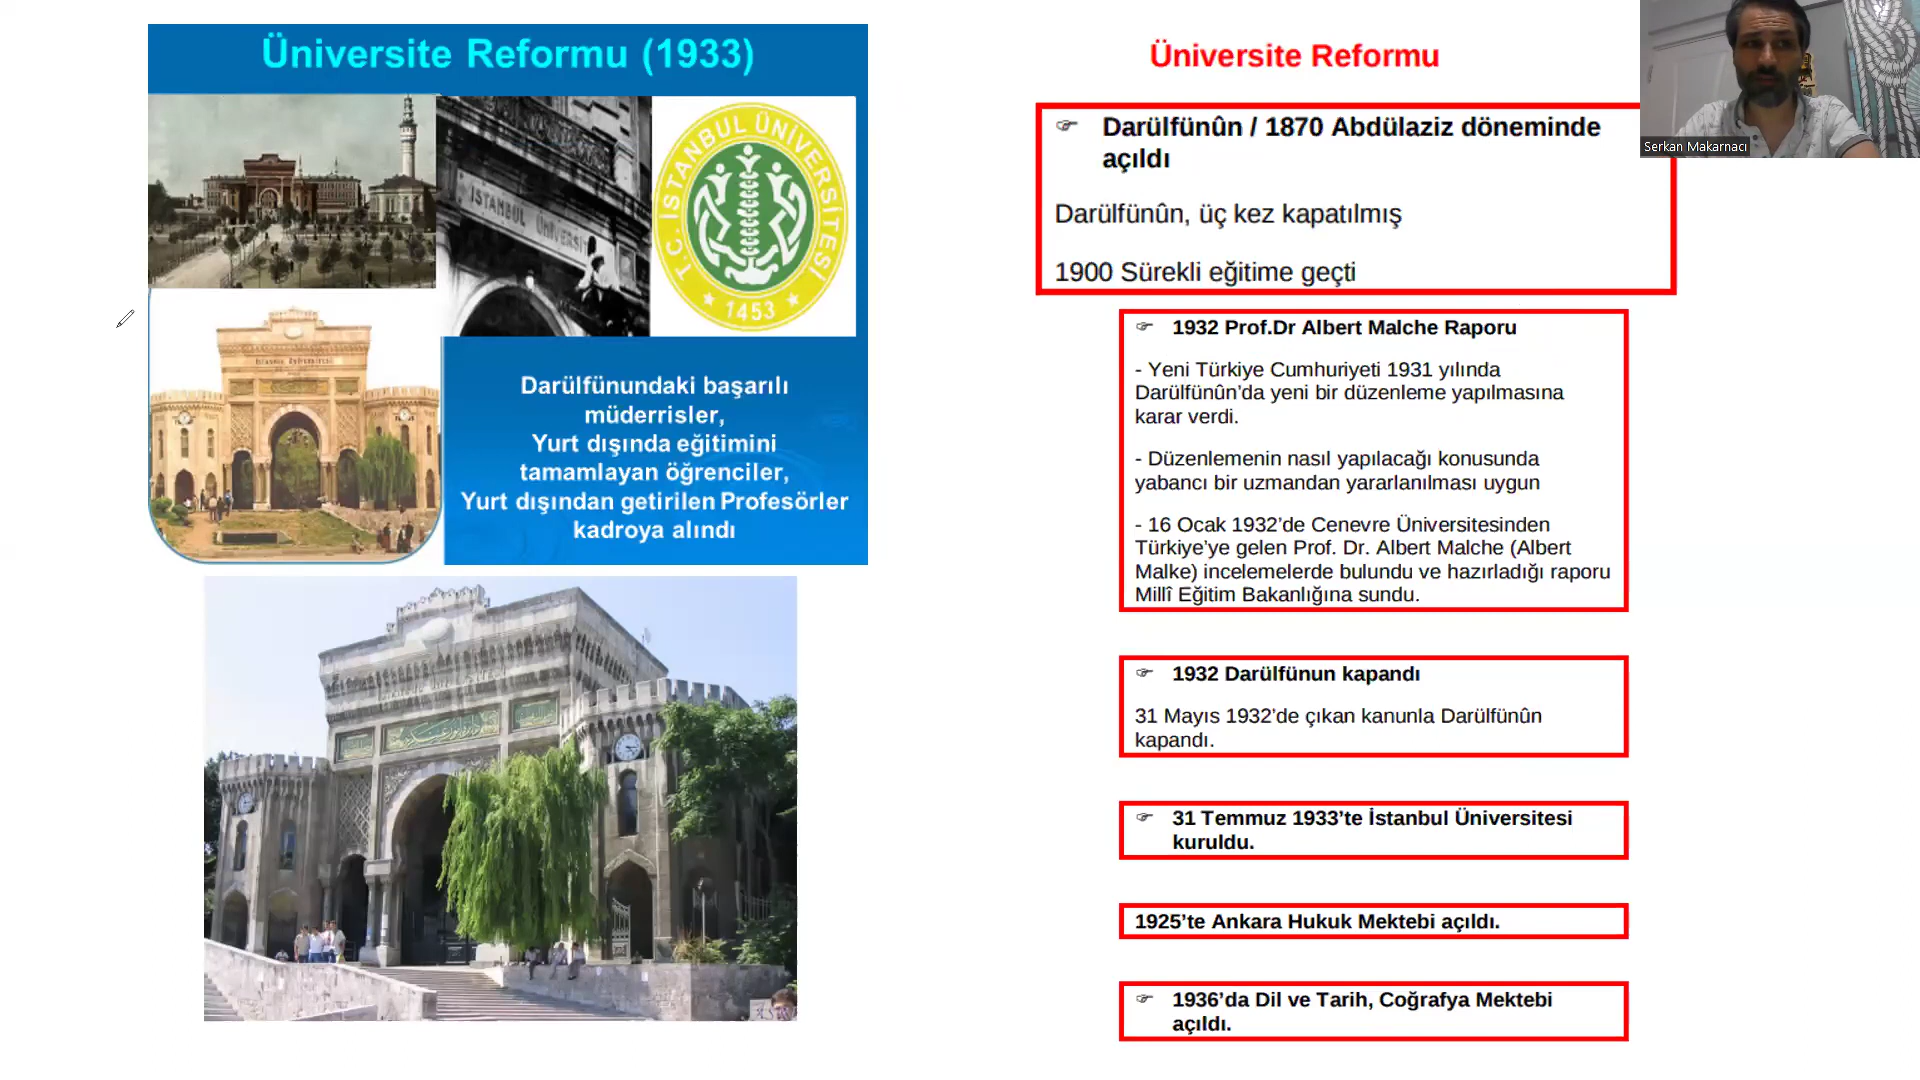 Üniversite Reformu (1933)
İSTANBUL ÜNİVERSİ
T.C. İSTANBUL ÜNİVERSİTESİ
1453
Darülfünundaki başarılı
müderrisler,
Yurt dışında eğitimini
tamamlayan öğrenciler,
Yurt dışından getirilen Profesörler
kadroya alındı
Üniversite Reformu
Darülfünûn / 1870 Abdülaziz döneminde
açıldı
Darülfünûn, üç kez kapatılmış
1900 Sürekli eğitime geçti
1932 Prof.Dr Albert Malche Raporu
- Yeni Türkiye Cumhuriyeti 1931 yılında
Darülfünûn’da yeni bir düzenleme yapılmasına
karar verdi.
- Düzenlemenin nasıl yapılacağı konusunda
yabancı bir uzmandan yararlanılması uygun
- 16 Ocak 1932’de Cenevre Üniversitesinden
Türkiye’ye gelen Prof. Dr. Albert Malche (Albert
Malke) incelemelerde bulundu ve hazırladığı raporu
Millî Eğitim Bakanlığına sundu.
1932 Darülfünun kapandı
31 Mayıs 1932’de çıkan kanunla Darülfünûn
kapandı.
31 Temmuz 1933’te İstanbul Üniversitesi
kuruldu.
1925’te Ankara Hukuk Mektebi açıldı.
1936’da Dil ve Tarih, Coğrafya Mektebi
açıldı.
Serkan Makarnacı